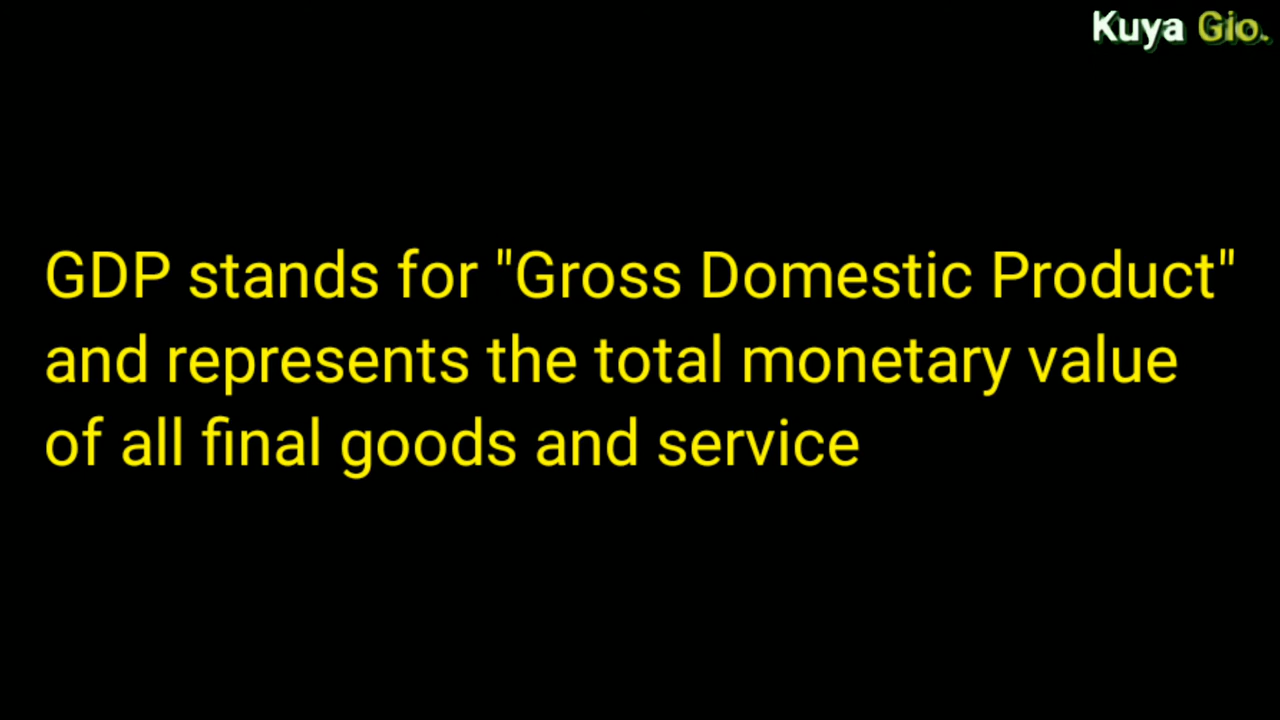 Kuya Gio.
GDP stands for "Gross Domestic Product"
and represents the total monetary value
of all final goods and service